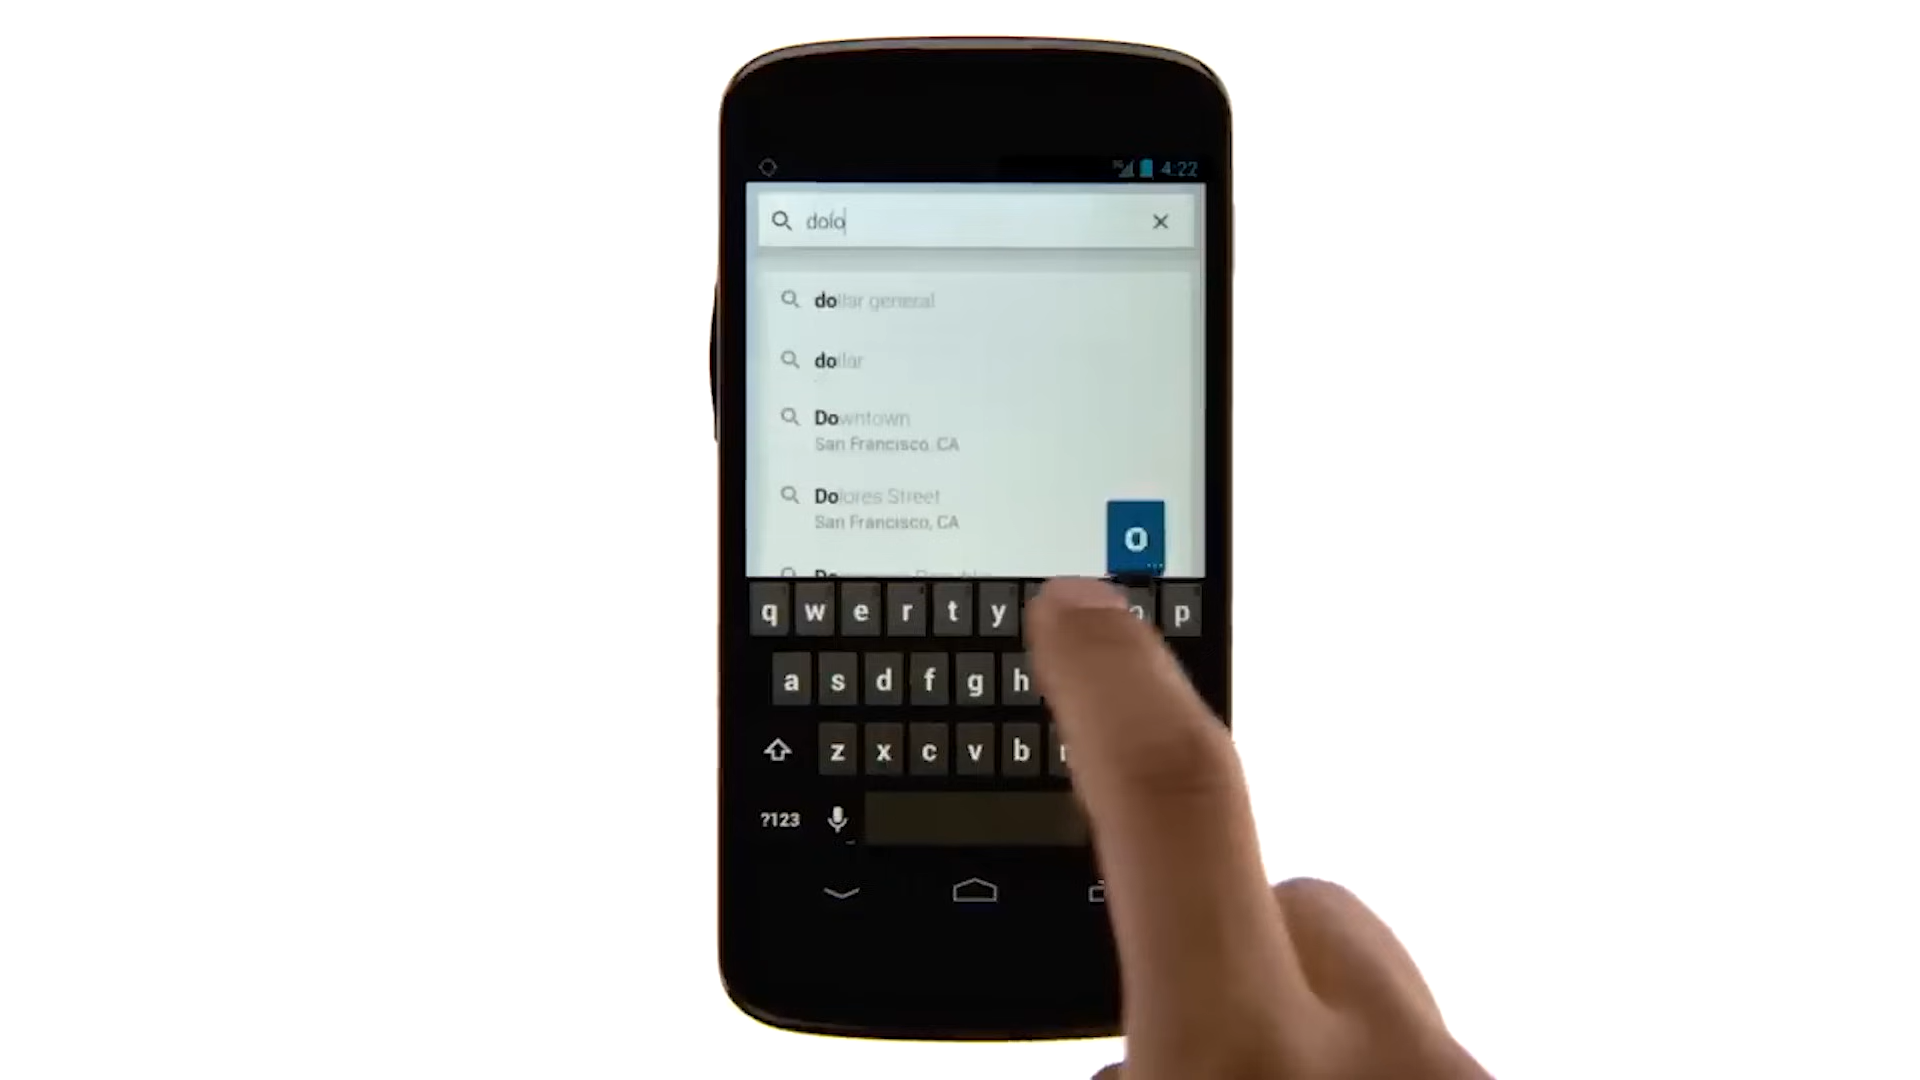 4:22
dolo
dollar general
dollar
Downtown
San Francisco, CA
Dolores Street
San Francisco, CA
o
q w e r t y o p
a s d f g h
z x c v b
?123